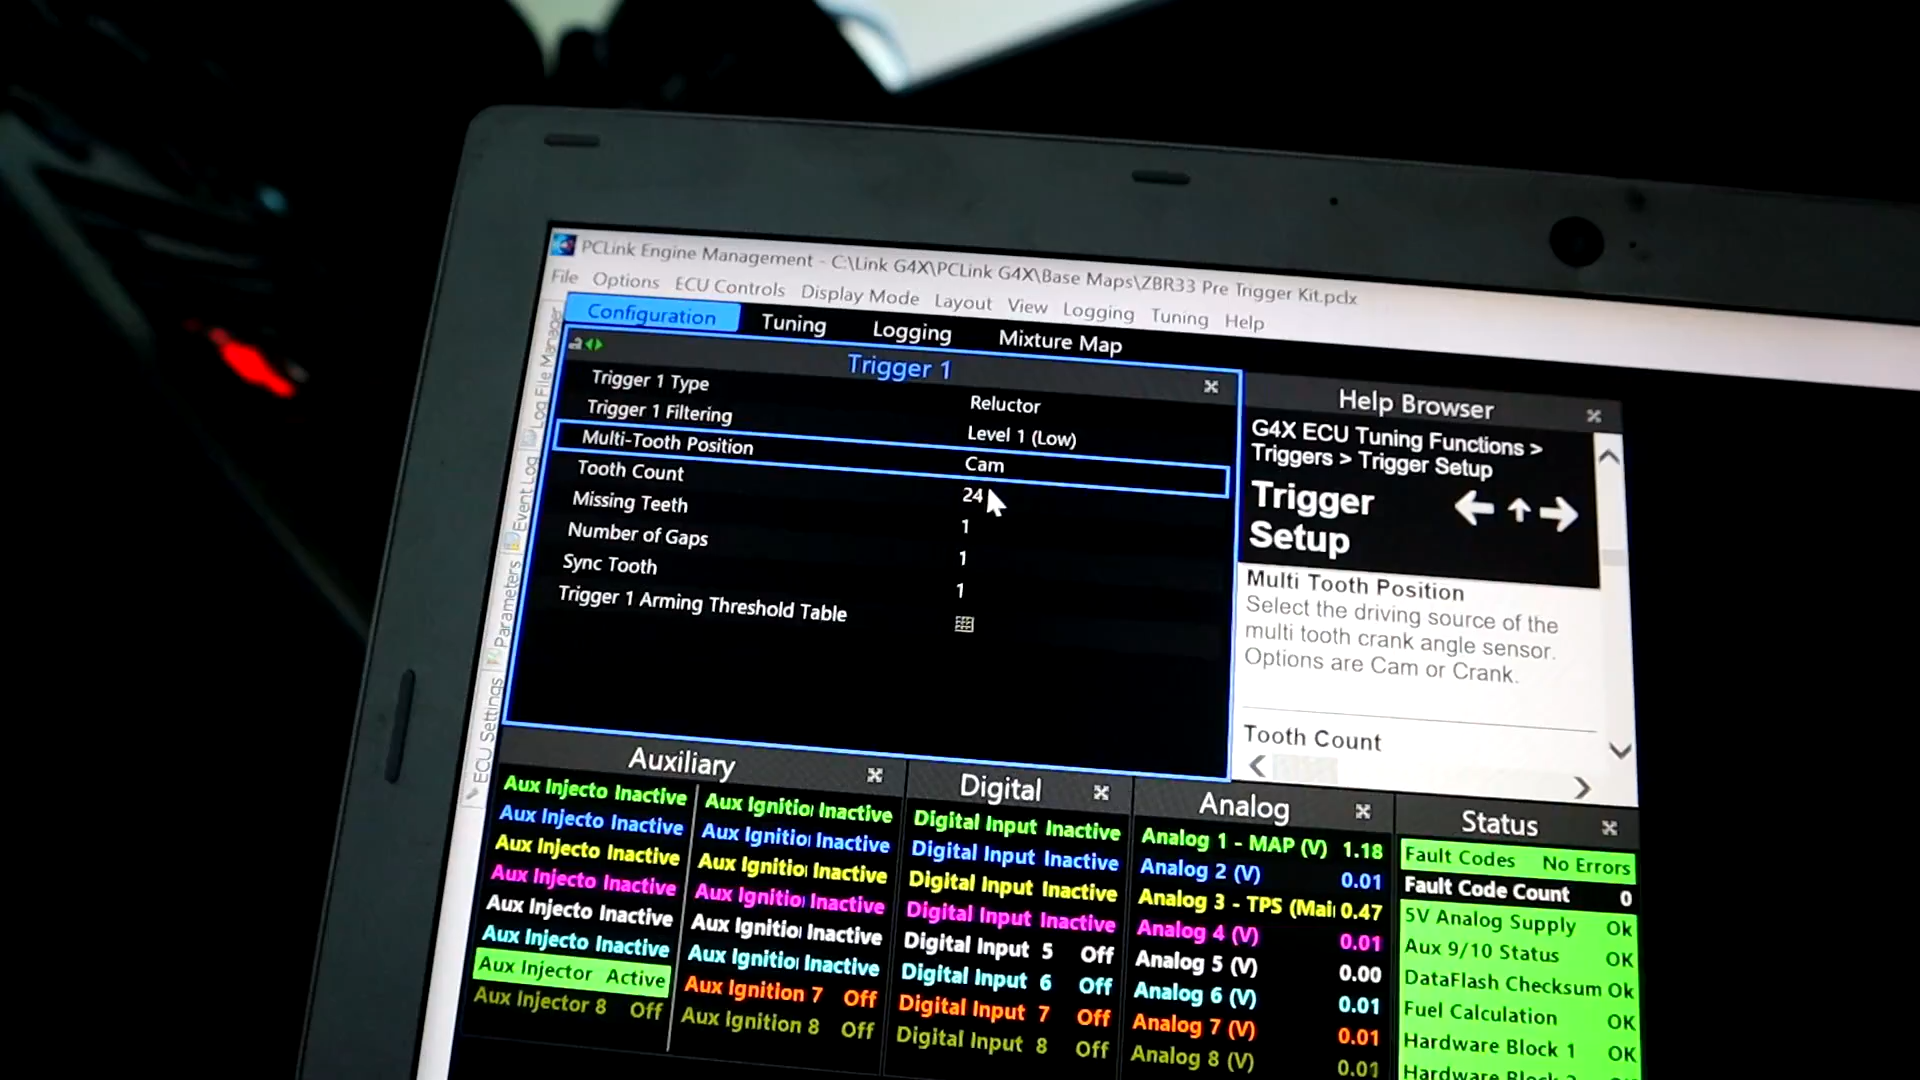 PCLink Engine Management - C:\Link G4X\PCLink G4X\Base Maps\ZBR33 Pre Trigger Kit.pclx
File Options ECU Controls Display Mode Layout View Logging Tuning Help
Configuration Tuning Logging Mixture Map
ECU Settings
Parameters
Event Log
Log File Manager
Trigger 1
Trigger 1 Type Reluctor
Trigger 1 Filtering Level 1 (Low)
Multi-Tooth Position Cam
Tooth Count 24
Missing Teeth 1
Number of Gaps 1
Sync Tooth 1
Trigger 1 Arming Threshold Table
Help Browser
G4X ECU Tuning Functions >
Triggers > Trigger Setup
Trigger
Setup
Multi Tooth Position
Select the driving source of the
multi tooth crank angle sensor.
Options are Cam or Crank.
Tooth Count
Auxiliary
Aux Injecto Inactive
Aux Injecto Inactive
Aux Injecto Inactive
Aux Injecto Inactive
Aux Injecto Inactive
Aux Injecto Inactive
Aux Injector Active
Aux Injector 8 Off
Aux Ignitio Inactive
Aux Ignitio Inactive
Aux Ignitio Inactive
Aux Ignitio Inactive
Aux Ignitio Inactive
Aux Ignitio Inactive
Aux Ignition 7 Off
Aux Ignition 8 Off
Digital
Digital Input Inactive
Digital Input Inactive
Digital Input Inactive
Digital Input Inactive
Digital Input 5 Off
Digital Input 6 Off
Digital Input 7 Off
Digital Input 8 Off
Analog
Analog 1 - MAP (V) 1.18
Analog 2 (V) 0.01
Analog 3 - TPS (Mai 0.47
Analog 4 (V) 0.01
Analog 5 (V) 0.00
Analog 6 (V) 0.01
Analog 7 (V) 0.01
Analog 8 (V) 0.01
Status
Fault Codes No Errors
Fault Code Count 0
5V Analog Supply Ok
Aux 9/10 Status OK
DataFlash Checksum Ok
Fuel Calculation OK
Hardware Block 1 OK
Hardware Block